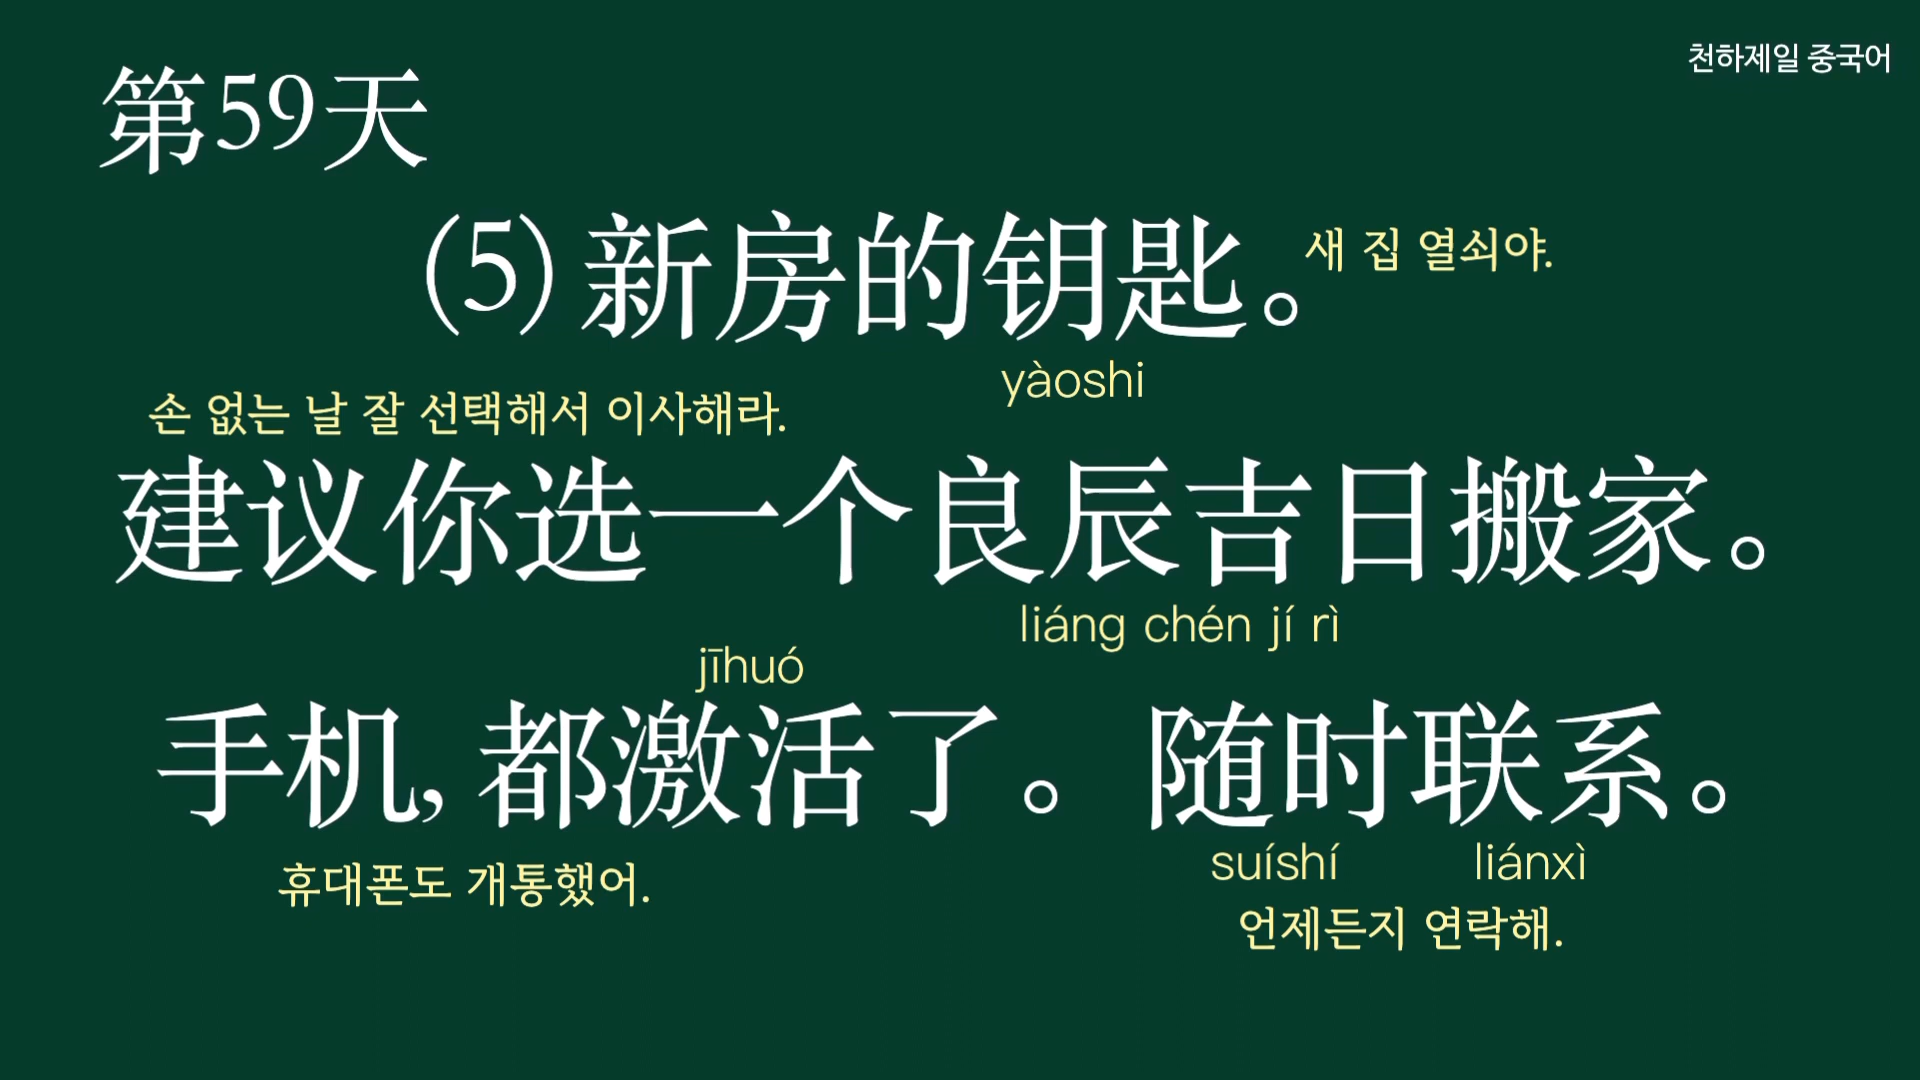 천하제일 중국어
第59天
(5) 新房的钥匙。 새 집 열쇠야.
yàoshi
손 없는 날 잘 선택해서 이사해라.
建议你选一个良辰吉日搬家。
liáng chén jí rì
jīhuó
手机, 都激活了。 随时联系。
suíshí liánxì
휴대폰도 개통했어.
언제든지 연락해.